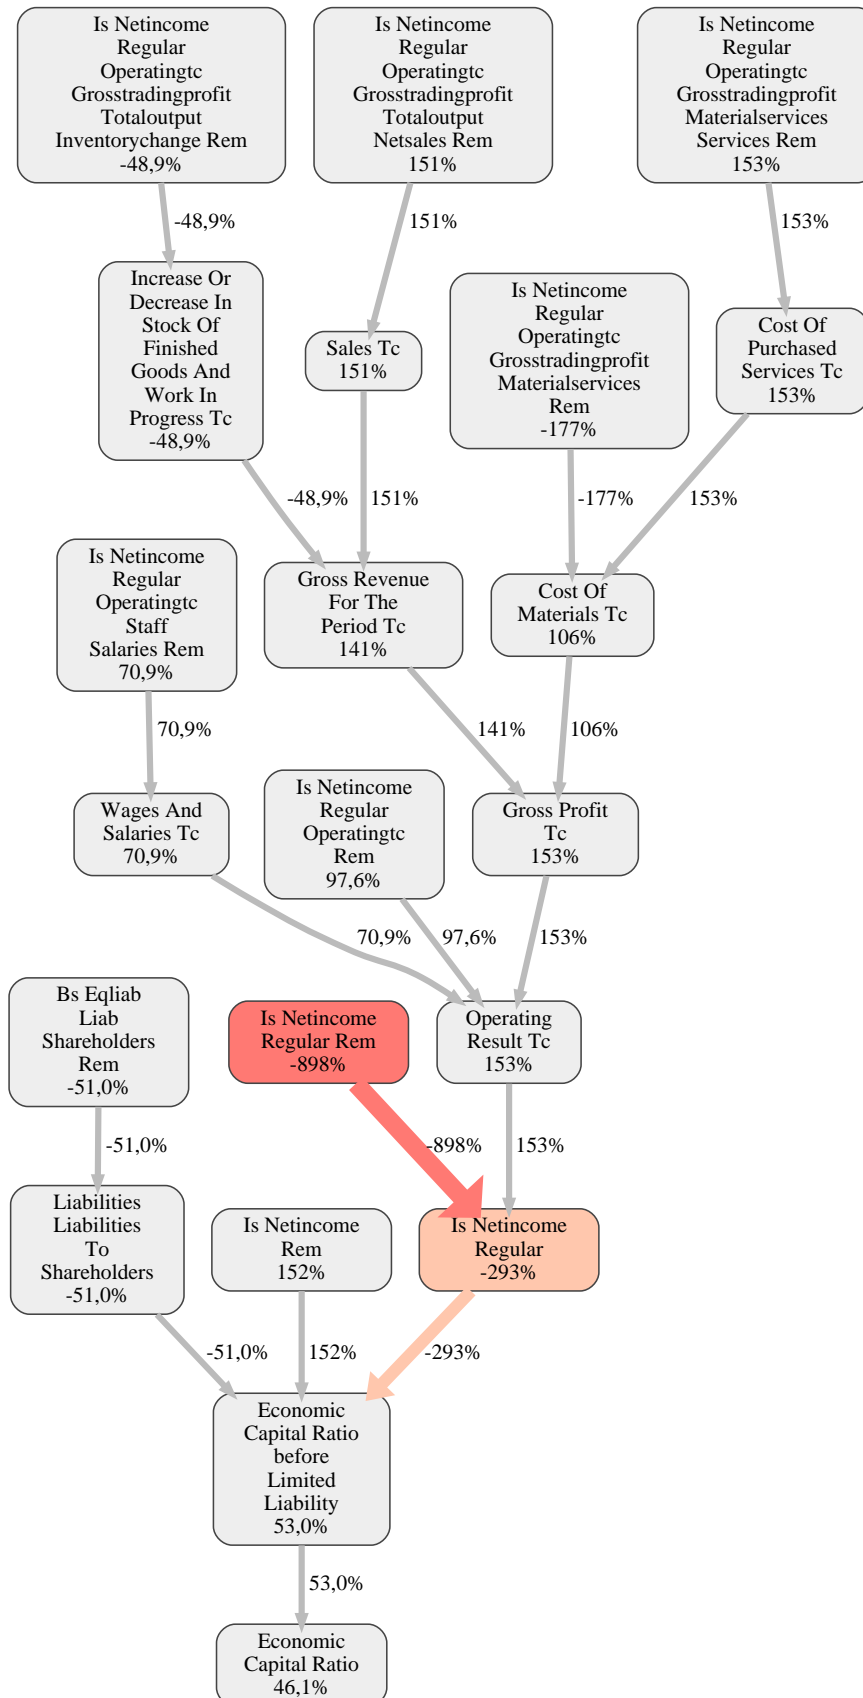 Is Netincome
Regular
Operatingtc
Grosstradingprofit
Totaloutput
Inventorychange Rem
-48,9%
Is Netincome
Regular
Operatingtc
Grosstradingprofit
Totaloutput
Netsales Rem
151%
Is Netincome
Regular
Operatingtc
Grosstradingprofit
Materialservices
Services Rem
153%
-48,9%
151%
153%
Increase Or
Decrease In
Stock Of
Finished
Goods And
Work In
Progress Tc
-48,9%
Sales Tc
151%
Is Netincome
Regular
Operatingtc
Grosstradingprofit
Materialservices
Rem
-177%
Cost Of
Purchased
Services Tc
153%
-48,9%
151%
-177%
153%
Is Netincome
Regular
Operatingtc
Staff
Salaries Rem
70,9%
Gross Revenue
For The
Period Tc
141%
Cost Of
Materials Tc
106%
70,9%
141%
106%
Wages And
Salaries Tc
70,9%
Is Netincome
Regular
Operatingtc
Rem
97,6%
Gross Profit
Tc
153%
70,9%
97,6%
153%
Bs Eqliab
Liab
Shareholders
Rem
-51,0%
Is Netincome
Regular Rem
-898%
Operating
Result Tc
153%
-51,0%
-898%
153%
Liabilities
Liabilities
To
Shareholders
-51,0%
Is Netincome
Rem
152%
Is Netincome
Regular
-293%
-51,0%
152%
-293%
Economic
Capital Ratio
before
Limited
Liability
53,0%
53,0%
Economic
Capital Ratio
46,1%